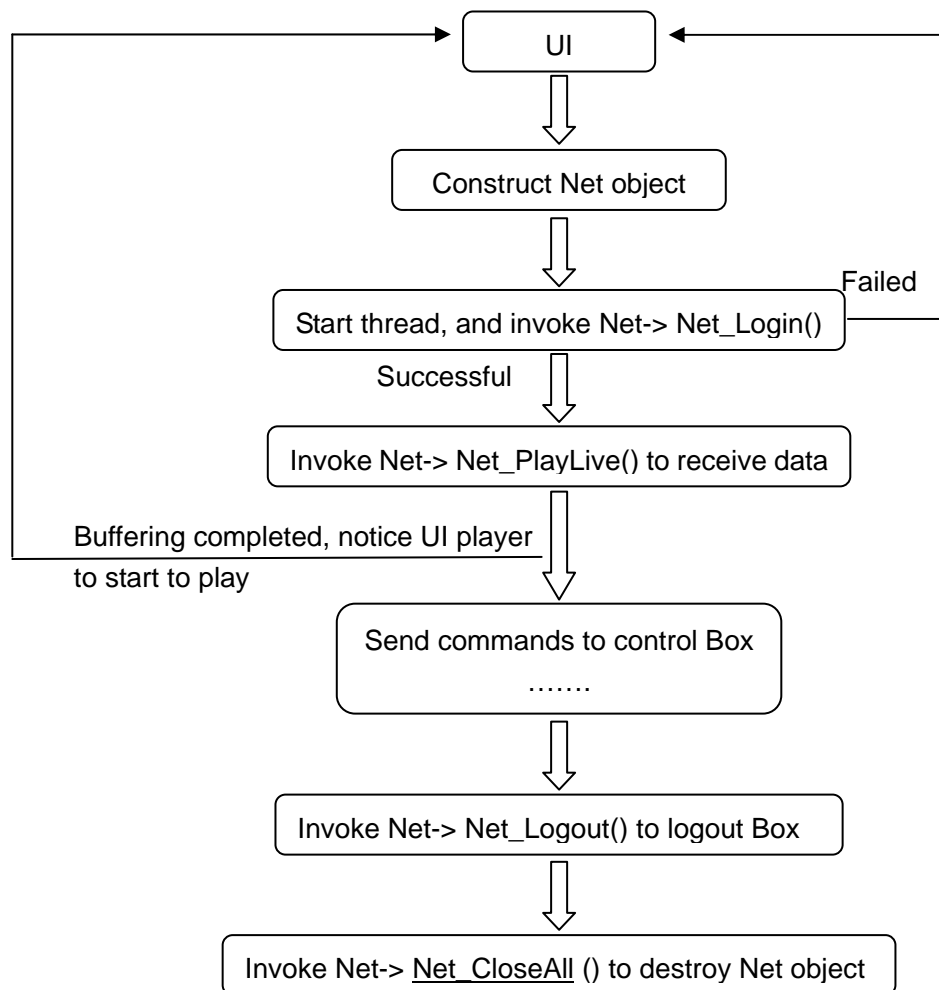 UI
Construct Net object
Failed
Start thread, and invoke Net-> Net_Login()
Successful
Invoke Net-> Net_PlayLive() to receive data
Buffering completed, notice UI player
to start to play
Send commands to control Box
…….
Invoke Net-> Net_Logout() to logout Box
Invoke Net-> Net_CloseAll () to destroy Net object